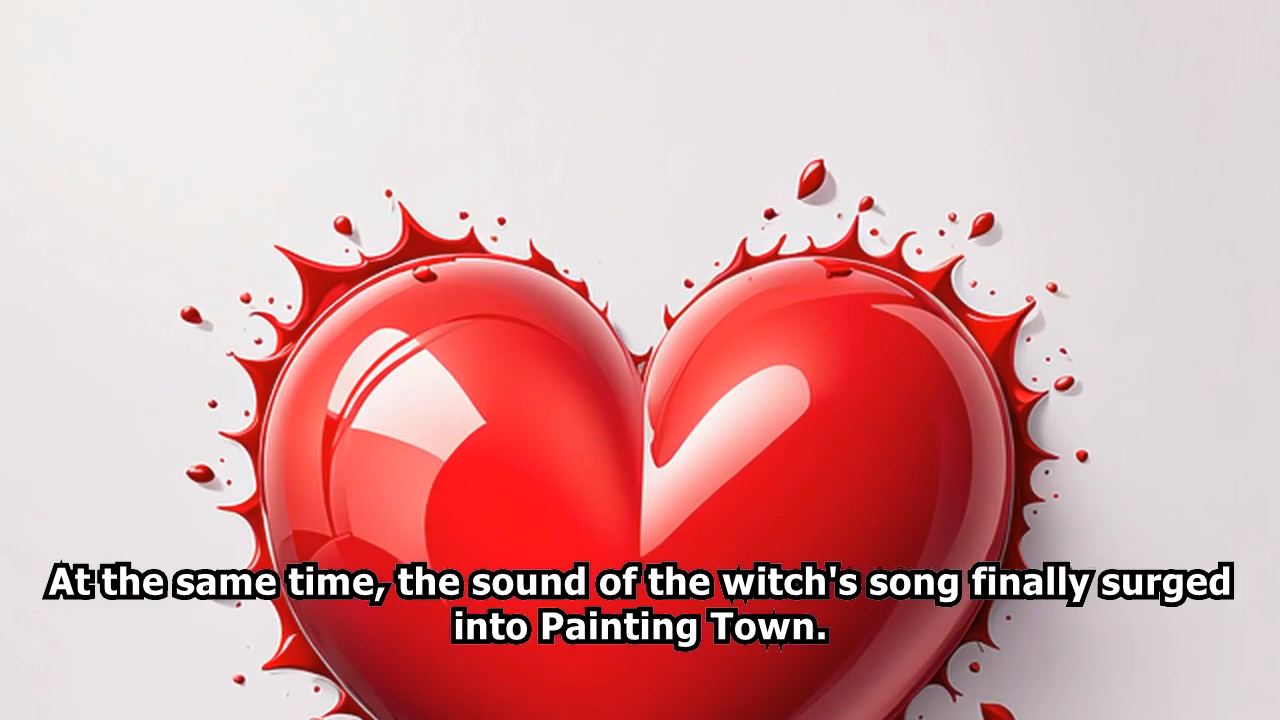 At the same time, the sound of the witch's song finally surged
into Painting Town.